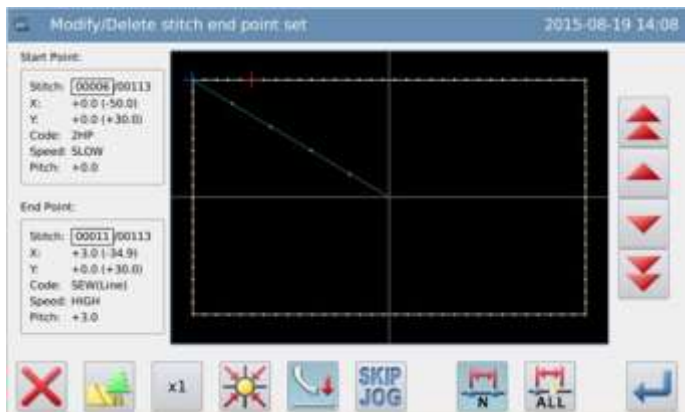 Modify/Delete stitch end point set 2015-08-19 14:08
Start Point:
Stitch: 00006/00113
X: +0.0 (-50.0)
Y: +0.0 (+30.0)
Code: 2HP
Speed: SLOW
Pitch: +0.0
End Point:
Stitch: 00011/00113
X: +3.0 (-34.9)
Y: +0.0 (+30.0)
Code: SEW(Line)
Speed: HIGH
Pitch: +3.0
x1
SKIP
JOG
N
ALL